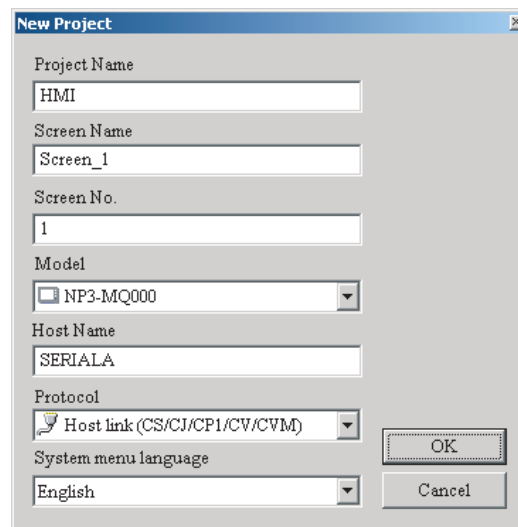 New Project
Project Name
HMI
Screen Name
Screen_1
Screen No.
1
Model
NP3-MQ000
Host Name
SERIALA
Protocol
Host link (CS/CJ/CP1/CV/CVM)
System menu language
English
OK
Cancel